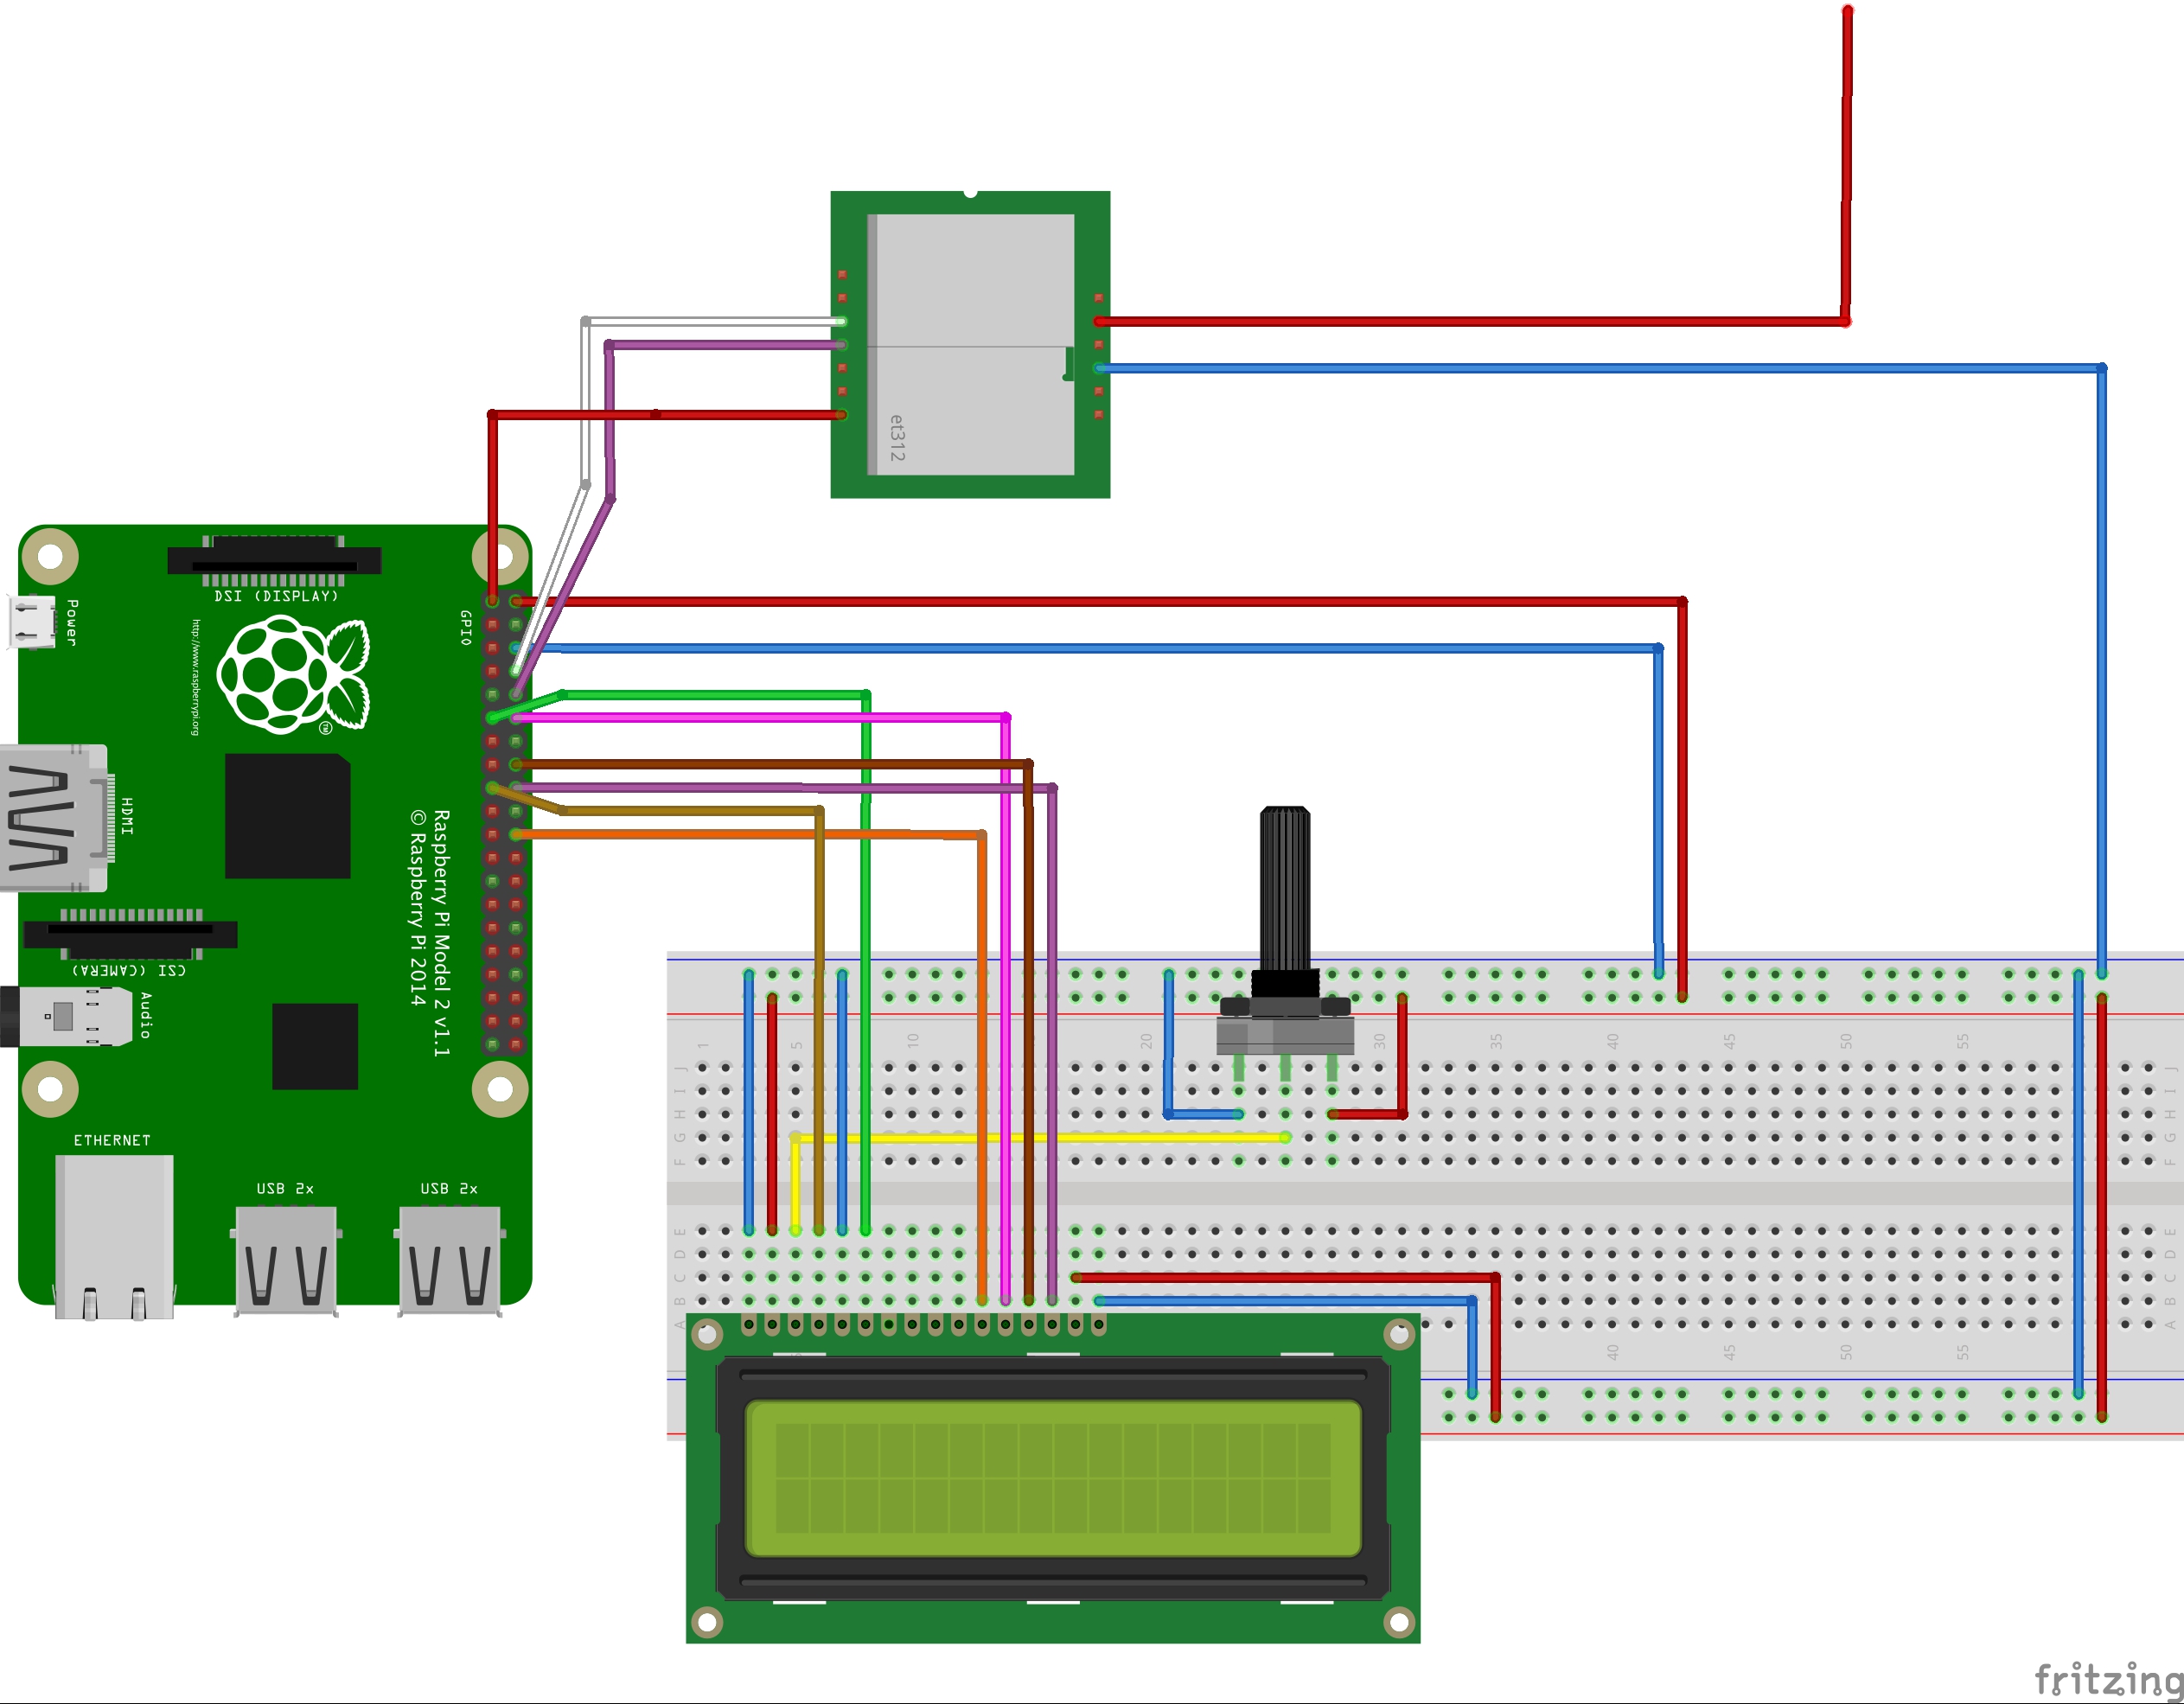 et312
DSI (DISPLAY)
Power
http://www.raspberrypi.org
GPIO
TM
HDMI
Raspberry Pi Model 2 v1.1
© Raspberry Pi 2014
CSI (CAMERA)
Audio
ETHERNET
USB 2x
USB 2x
1
5
10
20
30
35
40
45
50
55
J
J
I
I
H
H
G
G
F
F
E
E
D
D
C
C
B
B
A
A
40
45
50
55
fritzing